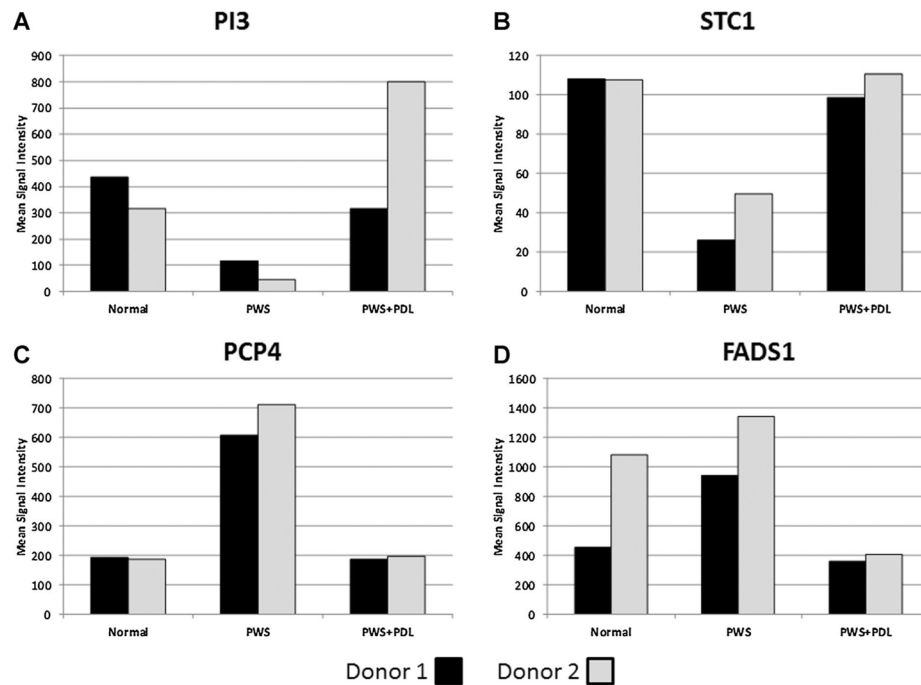 A
PI3
Mean Signal Intensity
900
800
700
600
500
400
300
200
100
0
Normal
PWS
PWS+PDL
B
STC1
Mean Signal Intensity
120
100
80
60
40
20
0
Normal
PWS
PWS+PDL
C
PCP4
Mean Signal Intensity
800
700
600
500
400
300
200
100
0
Normal
PWS
PWS+PDL
D
FADS1
Mean Signal Intensity
1600
1400
1200
1000
800
600
400
200
0
Normal
PWS
PWS+PDL
Donor 1
Donor 2